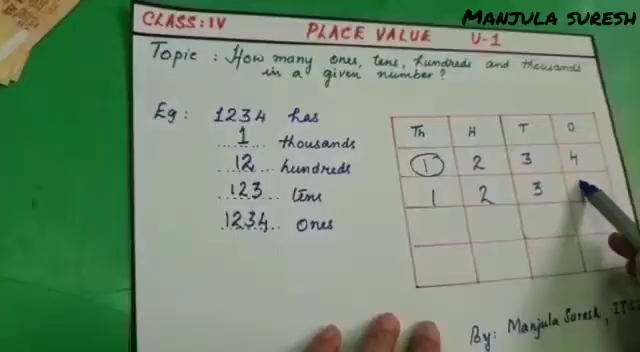 MANJULA SURESH
CLASS: IV PLACE VALUE U-1
Topic : How many ones, tens, hundreds and thousands
in a given number?
Eg: 1234 has
1 thousands
12 hundreds
123 tens
1234 ones
Th H T O
1 2 3 4
1 2 3
By: Manjula Suresh,